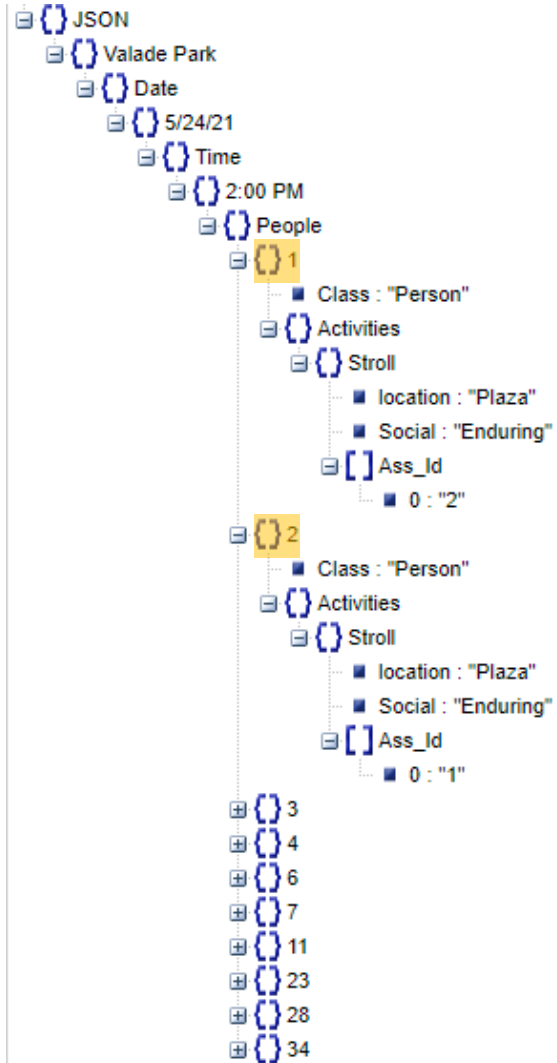 JSON
Valade Park
Date
5/24/21
Time
2:00 PM
People
1
Class : "Person"
Activities
Stroll
location : "Plaza"
Social : "Enduring"
Ass_Id
0 : "2"
2
Class : "Person"
Activities
Stroll
location : "Plaza"
Social : "Enduring"
Ass_Id
0 : "1"
3
4
6
7
11
23
28
34